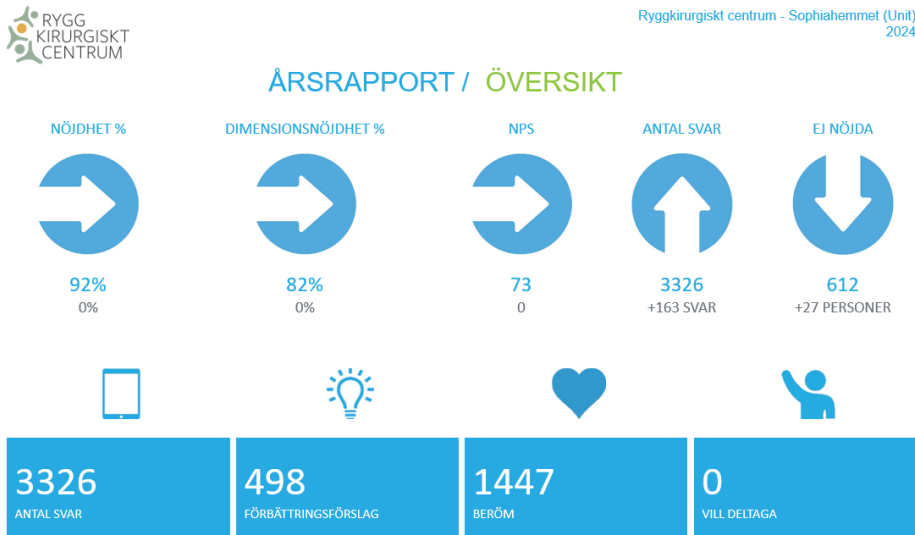 RYGG
KIRURGISKT
CENTRUM
Ryggkirurgiskt centrum - Sophiahemmet (Unit)
2024
ÅRSRAPPORT / ÖVERSIKT
NÖJDHET % DIMENSIONSNÖJDHET % NPS ANTAL SVAR EJ NÖJDA
92% 82% 73 3326 612
0% 0% 0 +163 SVAR +27 PERSONER
3326 498 1447 0
ANTAL SVAR FÖRBÄTTRINGSFÖRSLAG BERÖM VILL DELTAGA